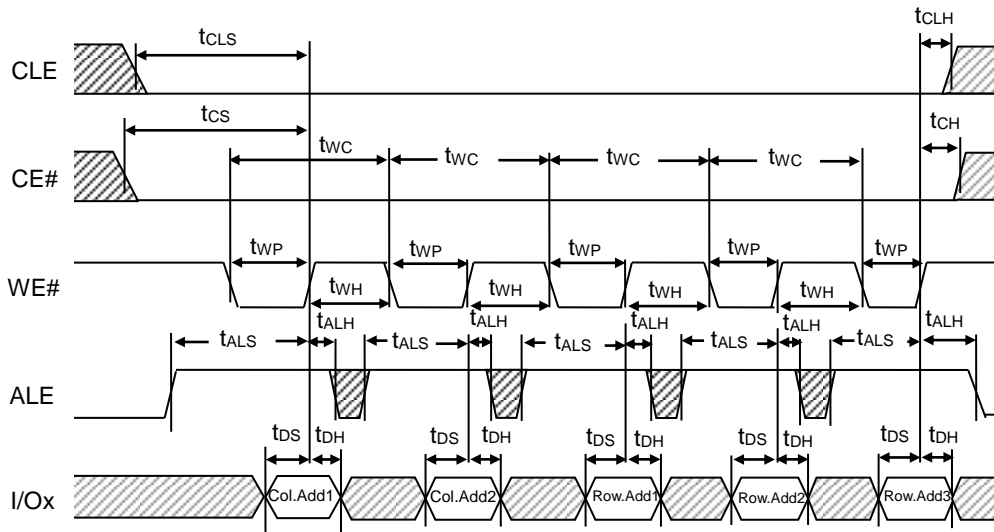 tCLS tCLH
CLE
tCS tCH
tWC tWC tWC tWC
CE#
tWP tWP tWP tWP tWP
WE#
tWH tWH tWH tWH
tALS tALH tALS tALH tALS tALH tALS tALH tALS tALH
ALE
tDS tDH tDS tDH tDS tDH tDS tDH tDS tDH
I/Ox Col.Add1 Col.Add2 Row.Add1 Row.Add2 Row.Add3